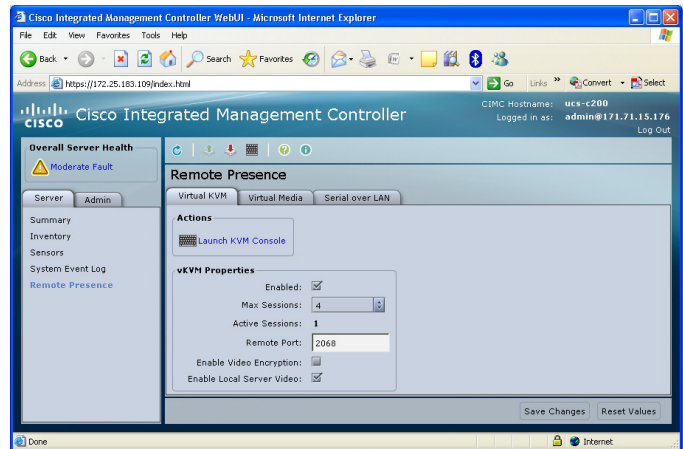 Cisco Integrated Management Controller WebUI - Microsoft Internet Explorer
File Edit View Favorites Tools Help
Back Search Favorites
Address https://172.25.183.109/index.html Go Links » Convert Select
CIMC Hostname: ucs-c200
cisco Cisco Integrated Management Controller
Logged in as: admin@171.71.15.176
Log Out
Overall Server Health
Moderate Fault
Server Admin
Summary
Inventory
Sensors
System Event Log
Remote Presence
Remote Presence
Virtual KVM Virtual Media Serial over LAN
Actions
Launch KVM Console
vKVM Properties
Enabled:
Max Sessions: 4
Active Sessions: 1
Remote Port: 2068
Enable Video Encryption:
Enable Local Server Video:
Save Changes Reset Values
Done Internet